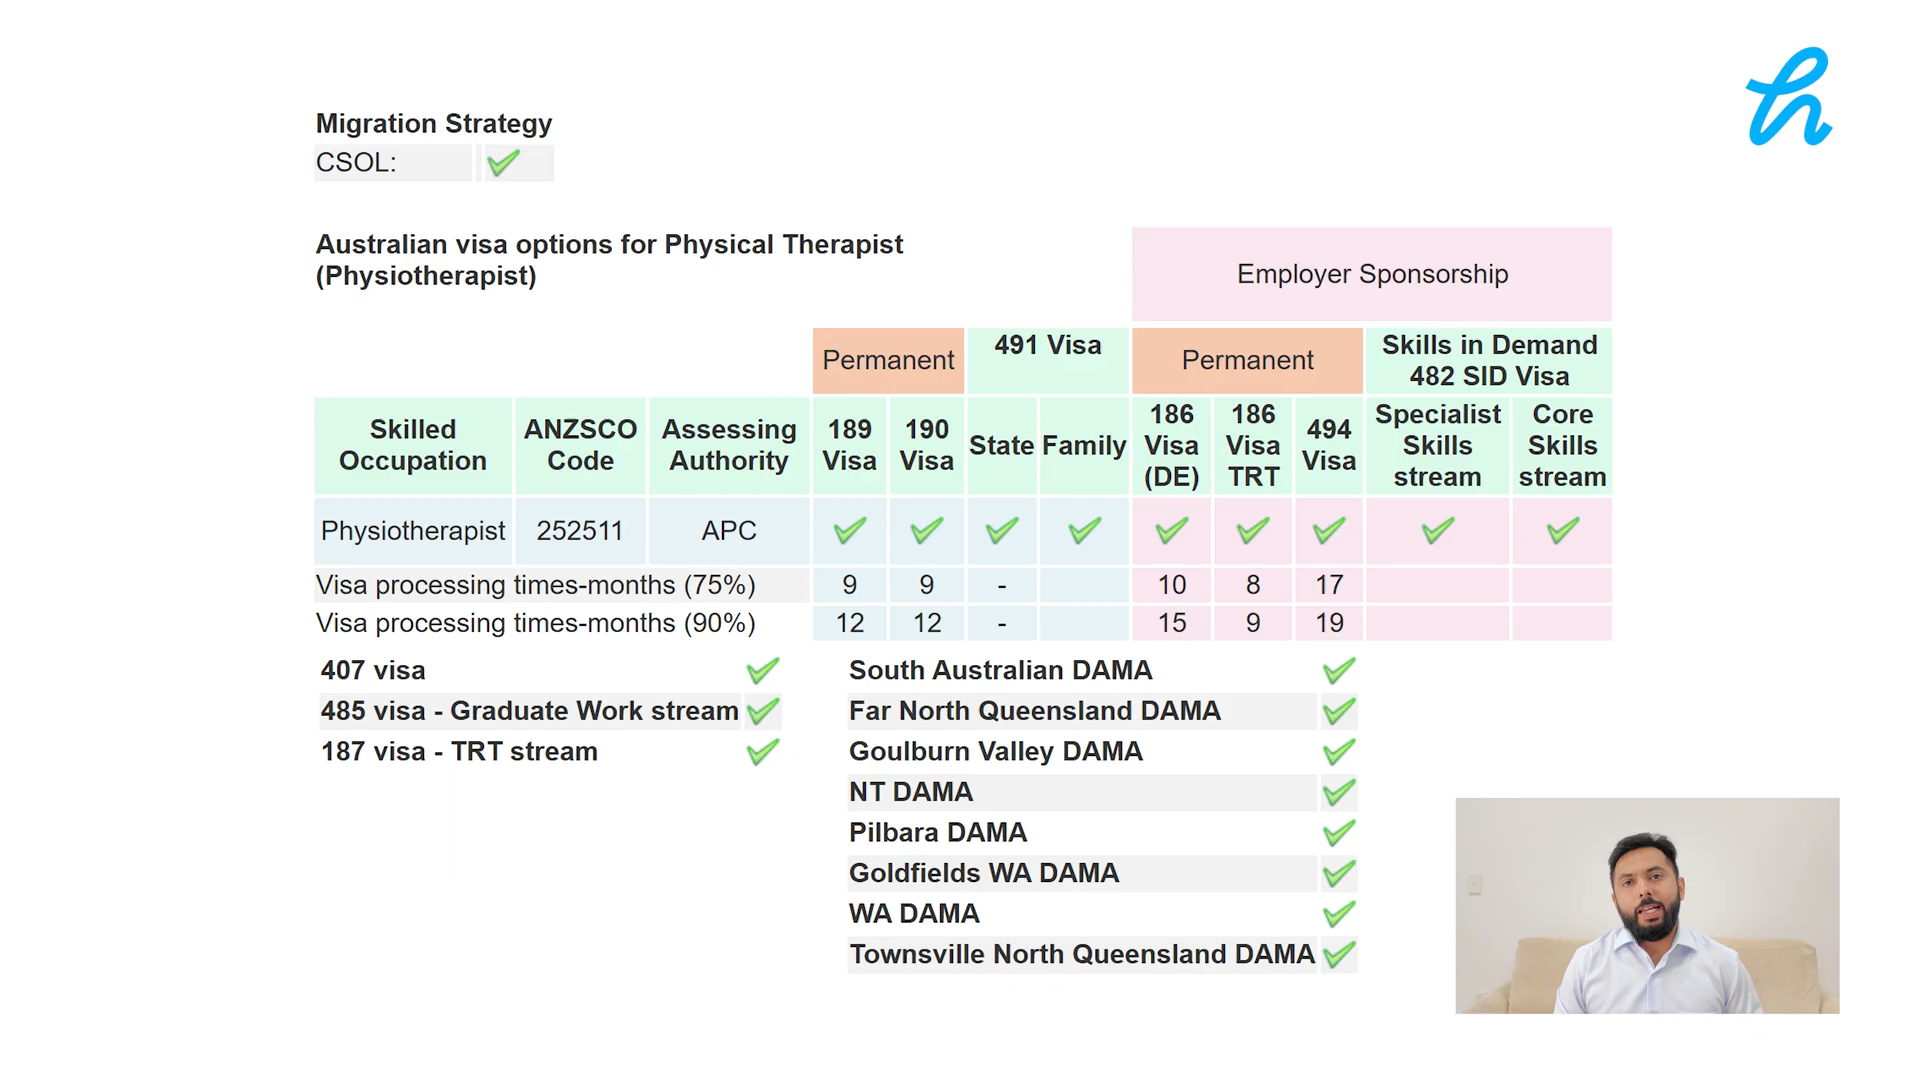 Migration Strategy
CSOL:
Australian visa options for Physical Therapist
(Physiotherapist)
Employer Sponsorship
Permanent
491 Visa
Permanent
Skills in Demand
482 SID Visa
Skilled
Occupation
ANZSCO
Code
Assessing
Authority
189
Visa
190
Visa
State
Family
186
Visa
(DE)
186
Visa
TRT
494
Visa
Specialist
Skills
stream
Core
Skills
stream
Physiotherapist 252511 APC
Visa processing times-months (75%) 9 9 - 10 8 17
Visa processing times-months (90%) 12 12 - 15 9 19
407 visa
485 visa - Graduate Work stream
187 visa - TRT stream
South Australian DAMA
Far North Queensland DAMA
Goulburn Valley DAMA
NT DAMA
Pilbara DAMA
Goldfields WA DAMA
WA DAMA
Townsville North Queensland DAMA
h